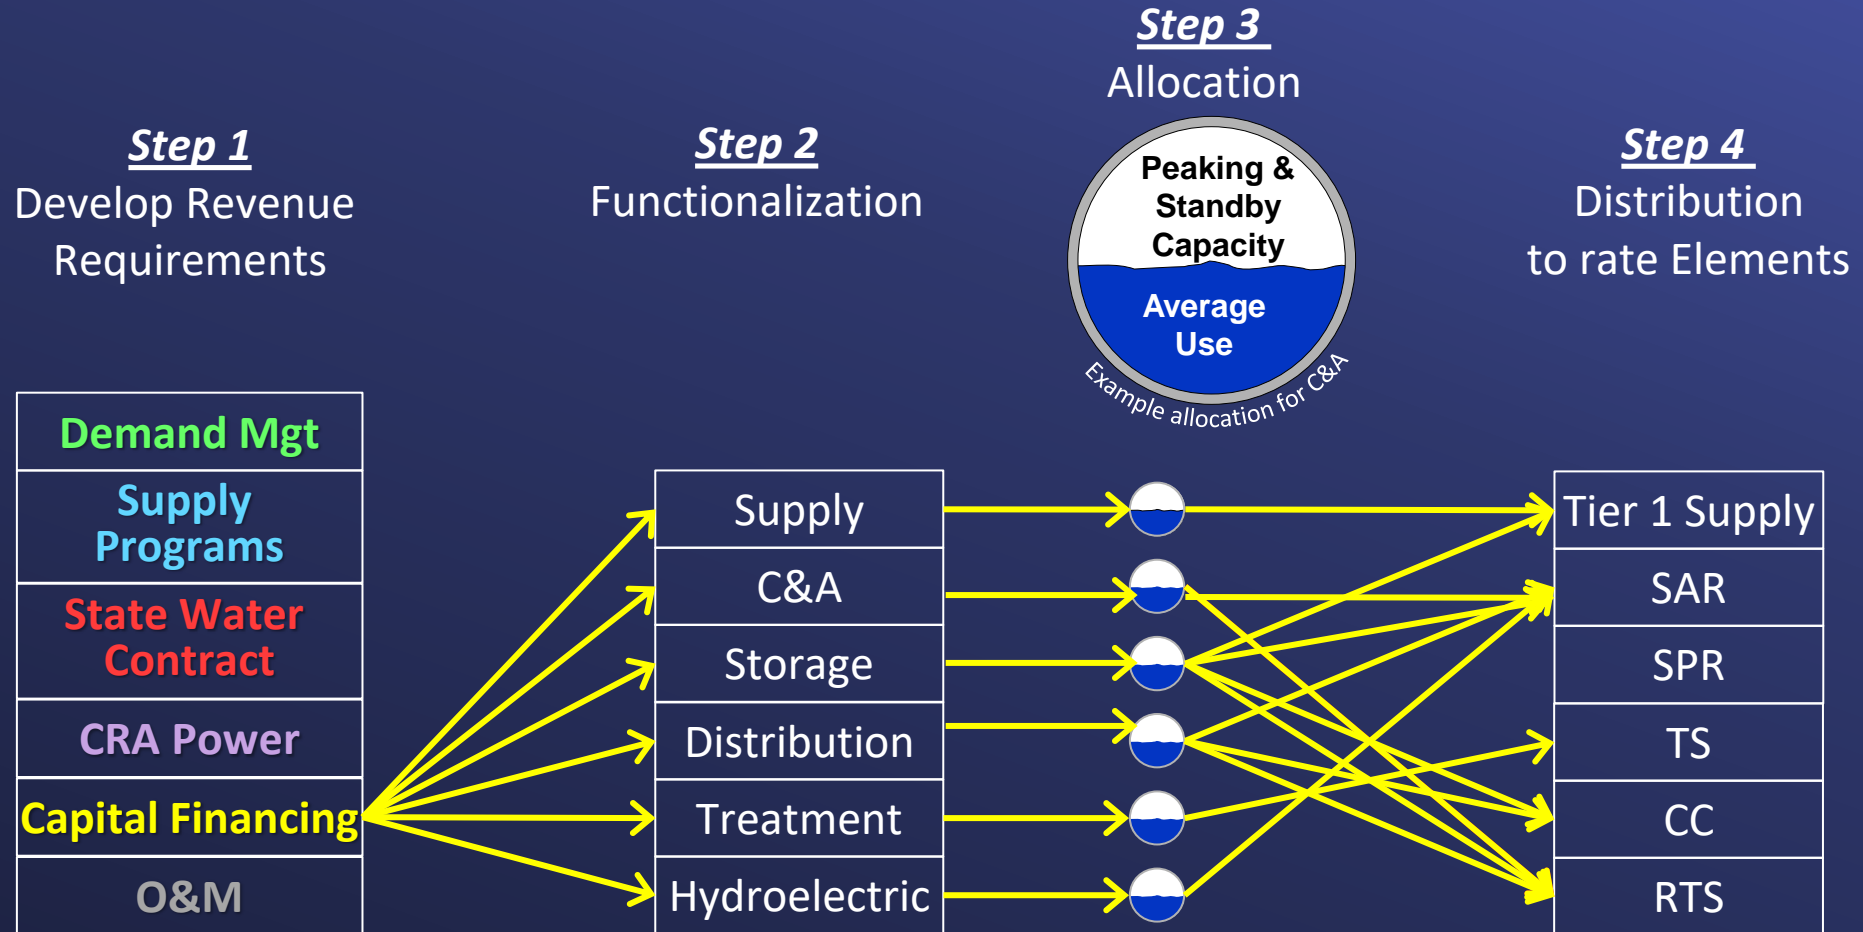 Step 1
Develop Revenue
Requirements
Step 2
Functionalization
Step 3
Allocation
Peaking &
Standby
Capacity
Average
Use
Example allocation for C&A
Step 4
Distribution
to rate Elements
Demand Mgt
Supply
Programs
State Water
Contract
CRA Power
Capital Financing
O&M
Supply
C&A
Storage
Distribution
Treatment
Hydroelectric
Tier 1 Supply
SAR
SPR
TS
CC
RTS